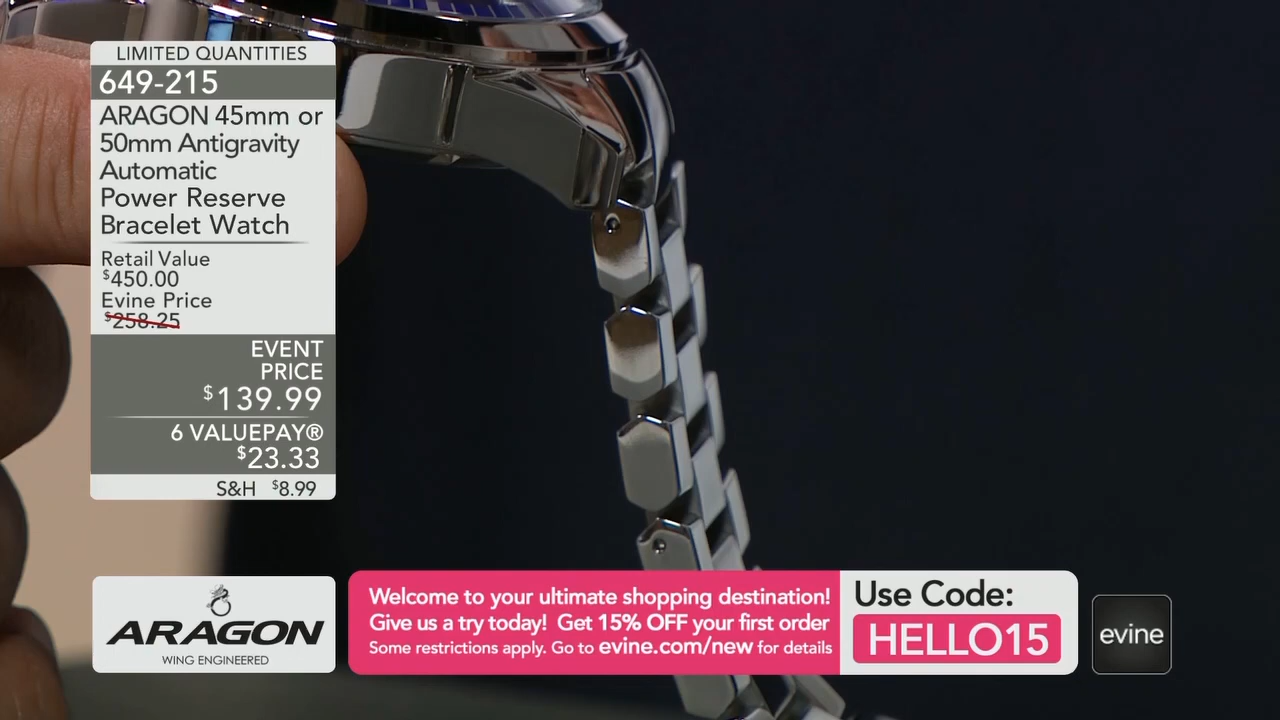 LIMITED QUANTITIES
649-215
ARAGON 45mm or
50mm Antigravity
Automatic
Power Reserve
Bracelet Watch
Retail Value
$450.00
Evine Price
$258.25
EVENT
PRICE
$139.99
6 VALUEPAY®
$23.33
S&H $8.99
ARAGON
WING ENGINEERED
Welcome to your ultimate shopping destination!
Give us a try today! Get 15% OFF your first order
Some restrictions apply. Go to evine.com/new for details
Use Code:
HELLO15
evine